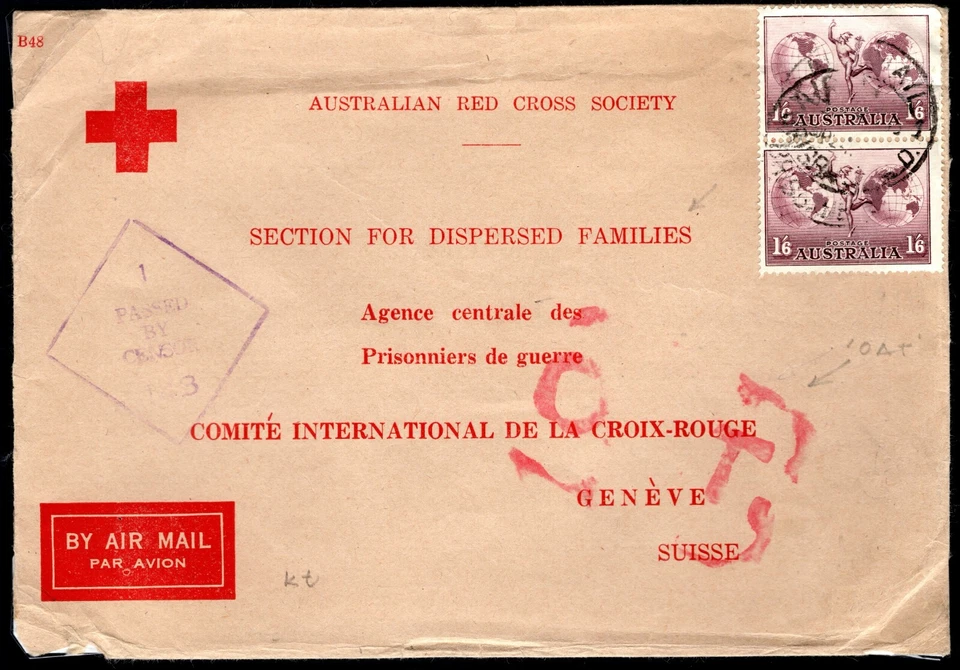 B48
AUSTRALIAN RED CROSS SOCIETY
SECTION FOR DISPERSED FAMILIES
Agence centrale des
Prisonniers de guerre
COMITÉ INTERNATIONAL DE LA CROIX-ROUGE
GENÈVE
SUISSE
BY AIR MAIL
PAR AVION
1
PASSED
BY
CENSOR
3
POSTAGE
1/6 AUSTRALIA 1/6
POSTAGE
1/6 AUSTRALIA 1/6
'OAT'
kt